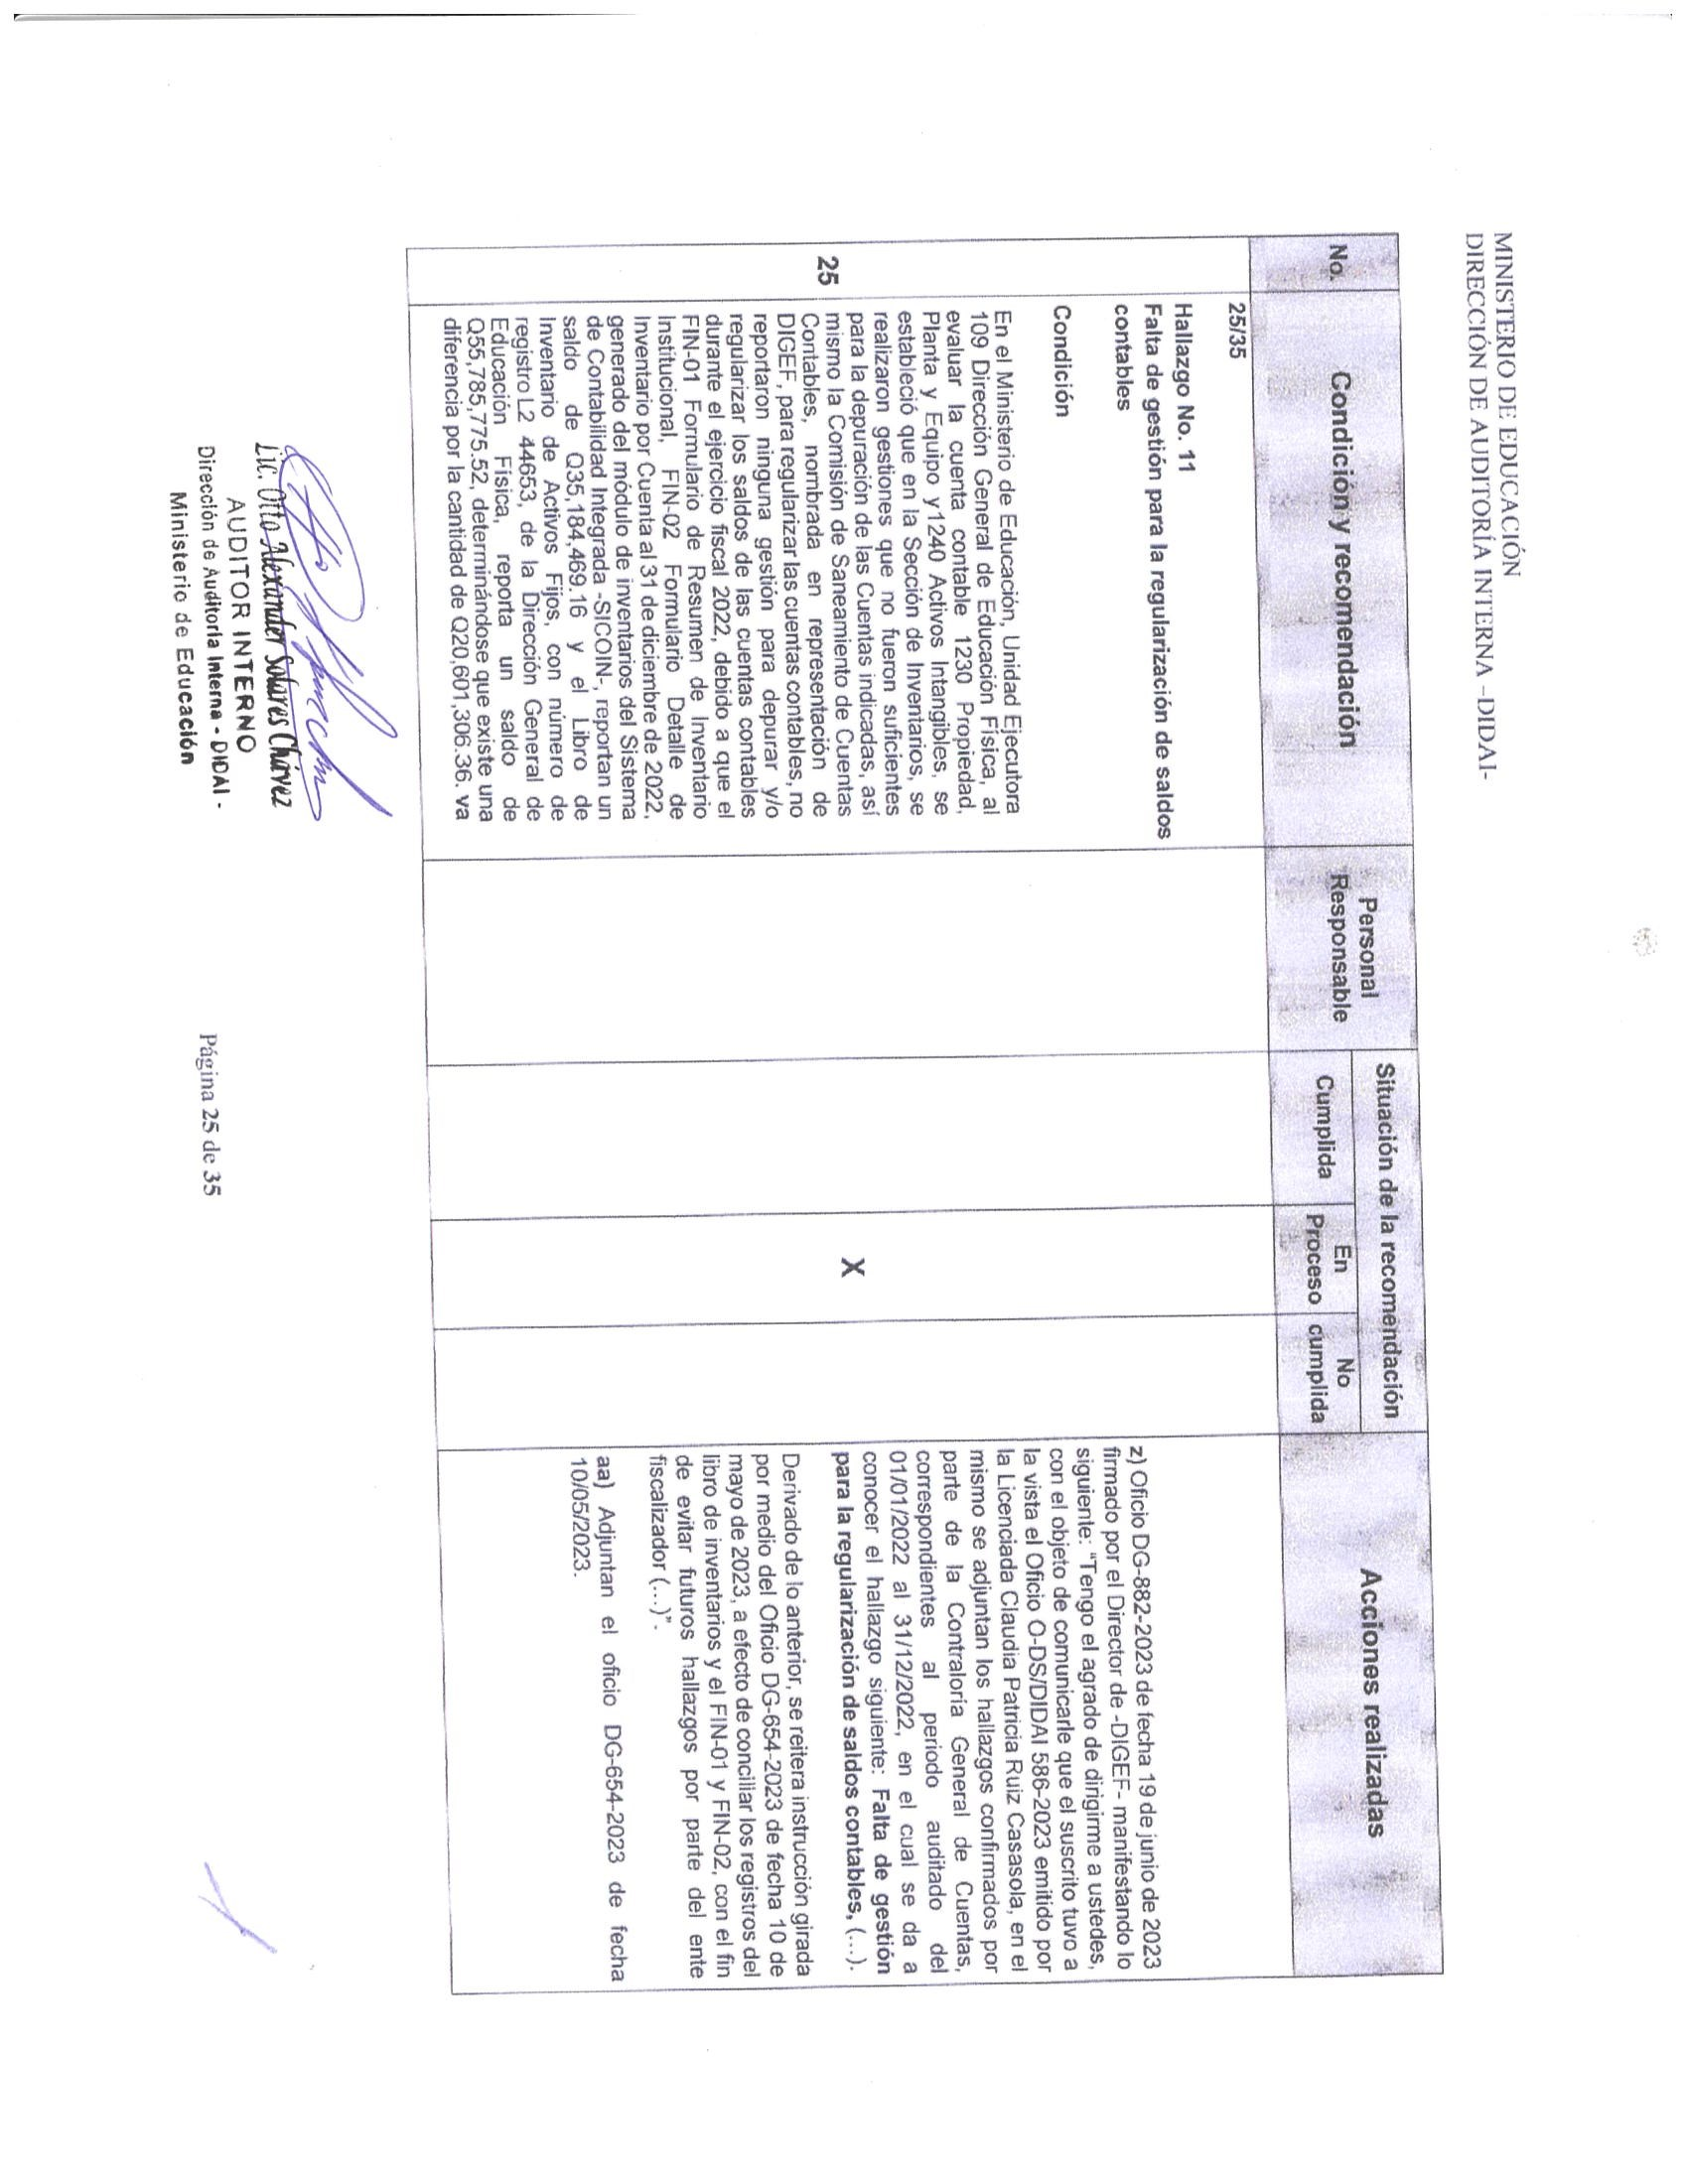 MINISTERIO DE EDUCACIÓN
DIRECCIÓN DE AUDITORÍA INTERNA –DIDAI-
No.
Condición y recomendación
Personal
Responsable
Situación de la recomendación
Cumplida
En
Proceso
No
cumplida
Acciones realizadas
25
25/35
Hallazgo No. 11
Falta de gestión para la regularización de saldos
contables
Condición
En el Ministerio de Educación, Unidad Ejecutora
109 Dirección General de Educación Física, al
evaluar la cuenta contable 1230 Propiedad,
Planta y Equipo y1240 Activos Intangibles, se
estableció que en la Sección de Inventarios, se
realizaron gestiones que no fueron suficientes
para la depuración de las Cuentas indicadas, así
mismo la Comisión de Saneamiento de Cuentas
Contables, nombrada en representación de
DIGEF, para regularizar las cuentas contables, no
reportaron ninguna gestión para depurar y/o
regularizar los saldos de las cuentas contables
durante el ejercicio fiscal 2022, debido a que el
FIN-01 Formulario de Resumen de Inventario
Institucional, FIN-02 Formulario Detalle de
Inventario por Cuenta al 31 de diciembre de 2022,
generado del módulo de inventarios del Sistema
de Contabilidad Integrada -SICOIN-, reportan un
saldo de Q35,184,469.16 y el Libro de
Inventario de Activos Fijos, con número de
registro L2 44653, de la Dirección General de
Educación Física, reporta un saldo de
Q55,785,775.52, determinándose que existe una
diferencia por la cantidad de Q20,601,306.36. va
X
z) Oficio DG-882-2023 de fecha 19 de junio de 2023
firmado por el Director de -DIGEF- manifestando lo
siguiente: “Tengo el agrado de dirigirme a ustedes,
con el objeto de comunicarle que el suscrito tuvo a
la vista el Oficio O-DS/DIDAI 586-2023 emitido por
la Licenciada Claudia Patricia Ruiz Casasola, en el
mismo se adjuntan los hallazgos confirmados por
parte de la Contraloría General de Cuentas,
correspondientes al periodo auditado del
01/01/2022 al 31/12/2022, en el cual se da a
conocer el hallazgo siguiente: Falta de gestión
para la regularización de saldos contables, (...).
Derivado de lo anterior, se reitera instrucción girada
por medio del Oficio DG-654-2023 de fecha 10 de
mayo de 2023, a efecto de conciliar los registros del
libro de inventarios y el FIN-01 y FIN-02, con el fin
de evitar futuros hallazgos por parte del ente
fiscalizador (...)”.
aa) Adjuntan el oficio DG-654-2023 de fecha
10/05/2023.
Lic. Otto Alexander Solares Chávez
AUDITOR INTERNO
Dirección de Auditoría Interna - DIDAI -
Ministerio de Educación
Página 25 de 35